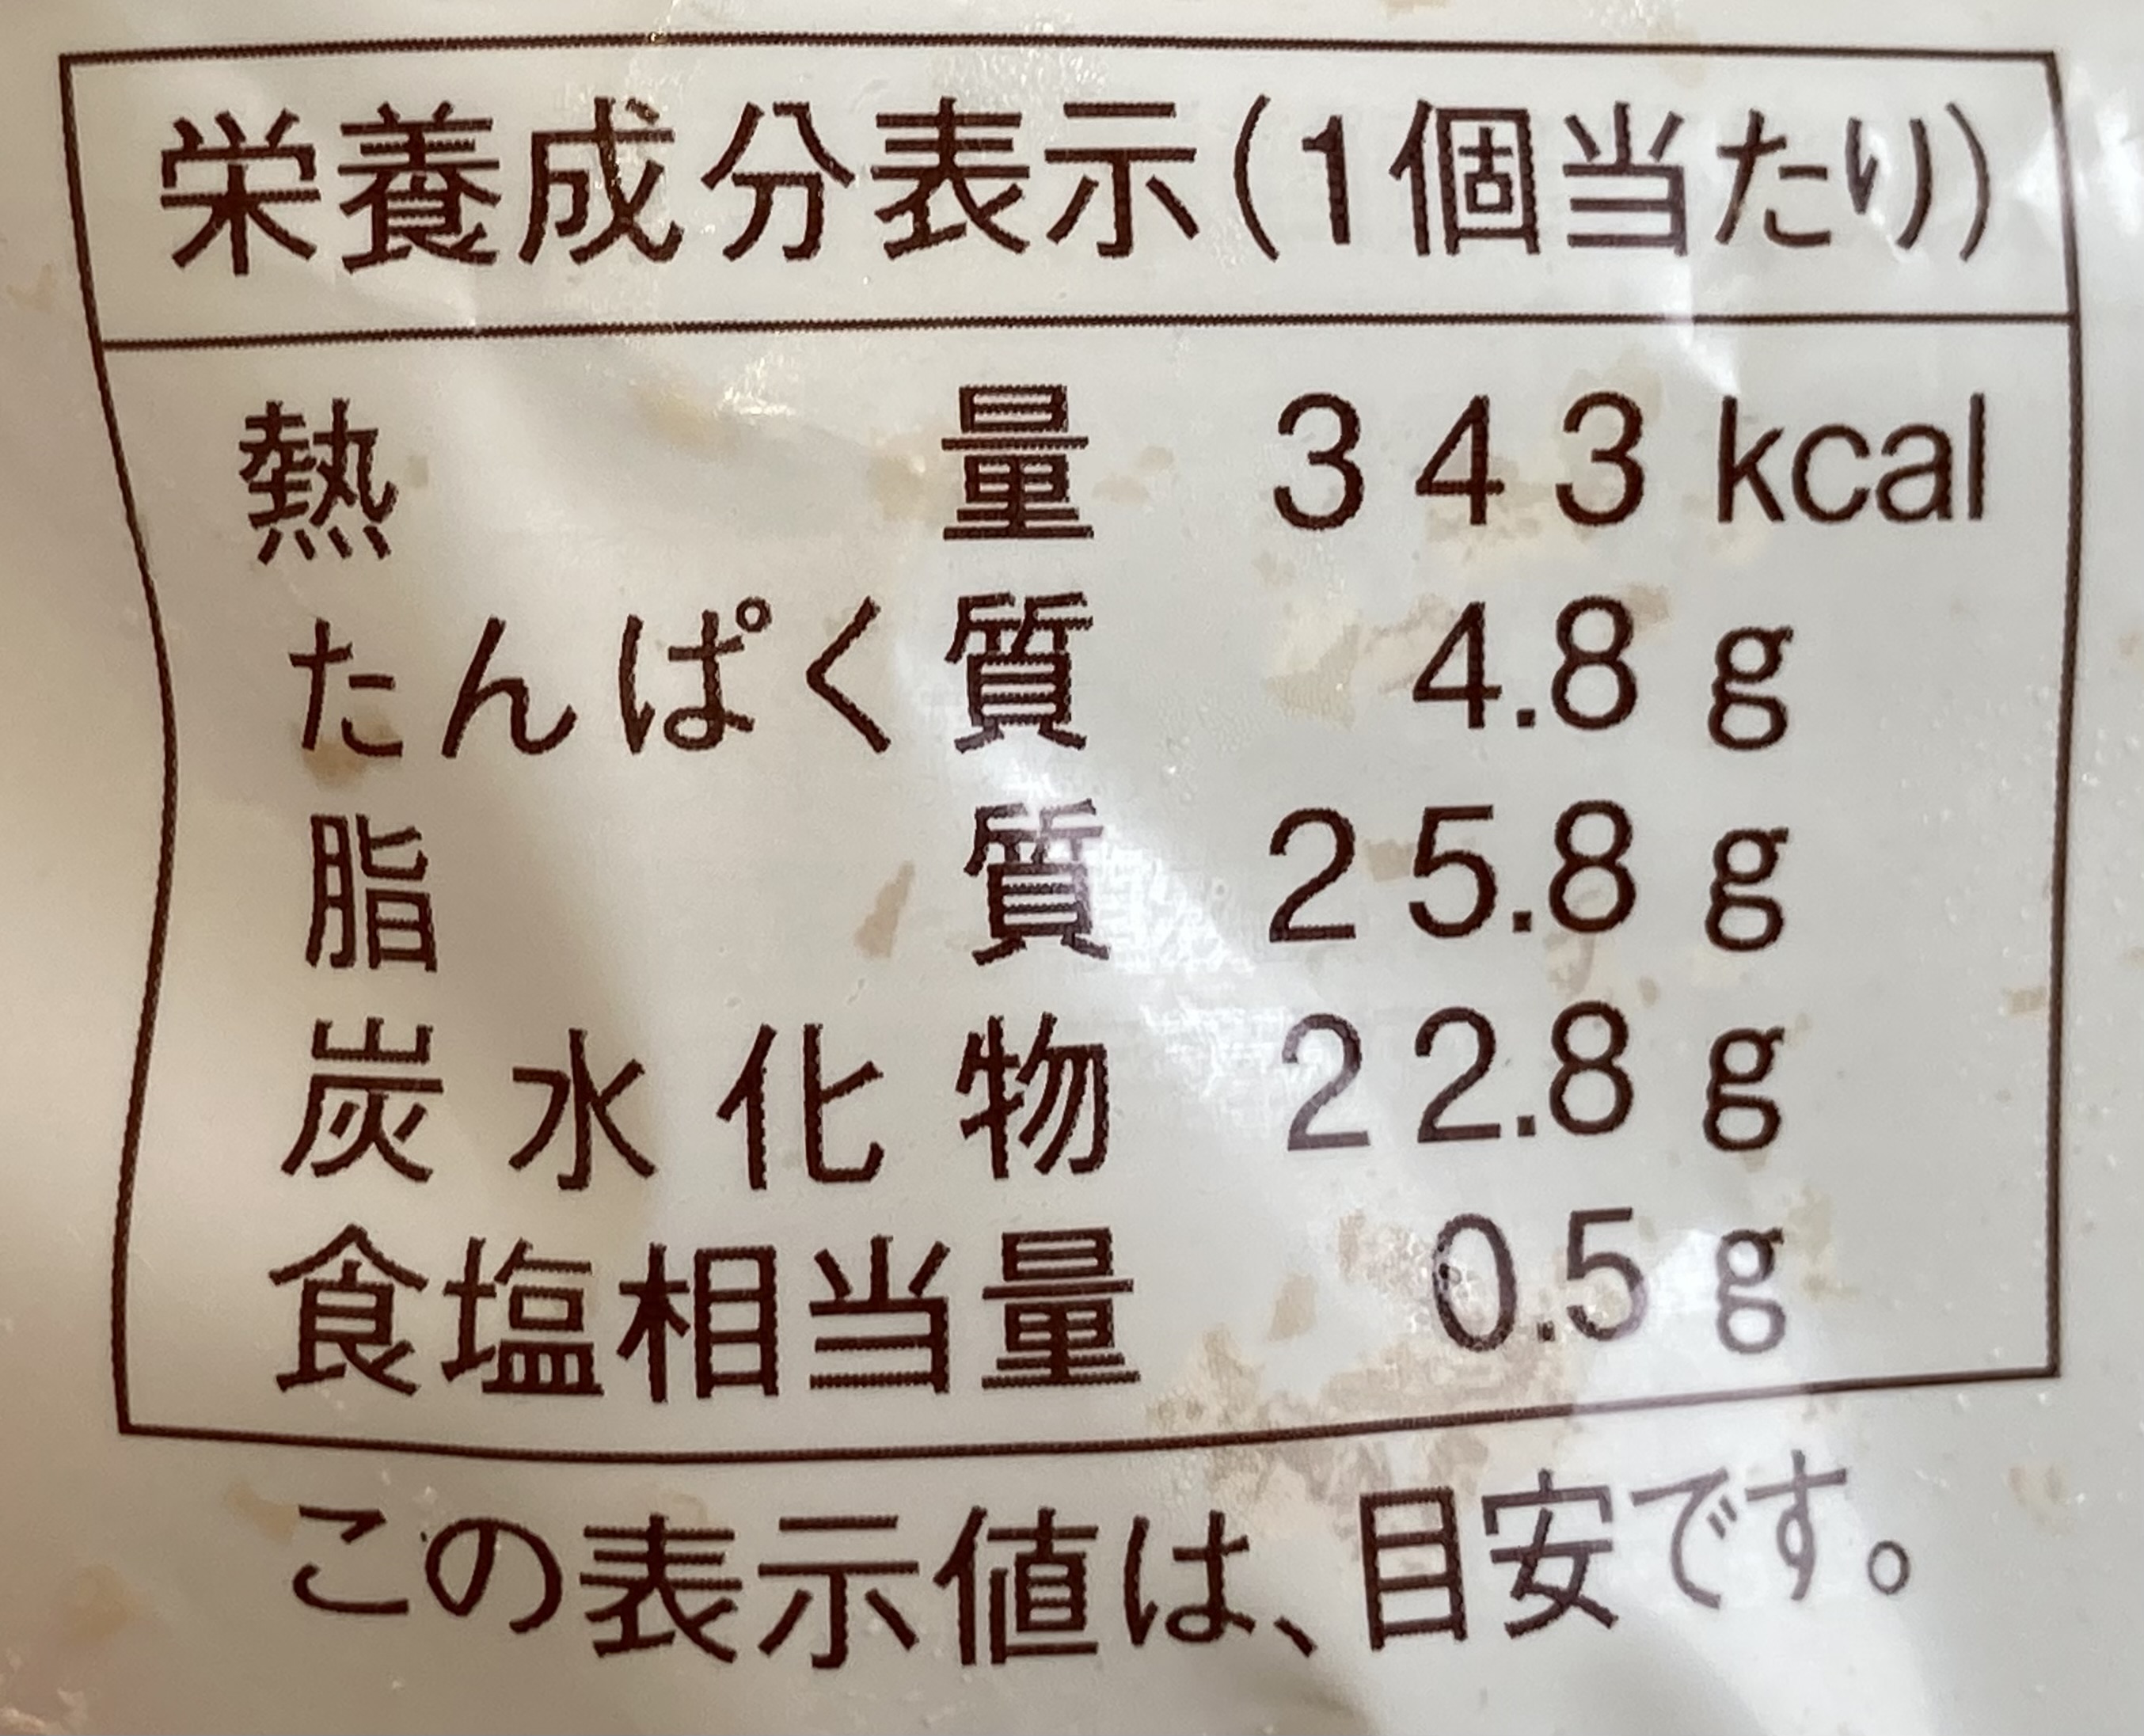 栄養成分表示(1個当たり)
熱量 343 kcal
たんぱく質 4.8 g
脂質 25.8 g
炭水化物 22.8 g
食塩相当量 0.5 g
この表示値は、目安です。